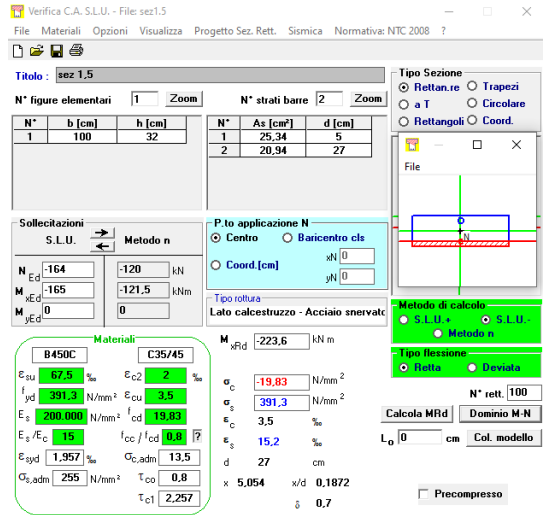 Verifica C.A. S.L.U. - File: sez1.5
File Materiali Opzioni Visualizza Progetto Sez. Rett. Sismica Normativa: NTC 2008 ?
Titolo : sez 1,5
N° figure elementari 1 Zoom N° strati barre 2 Zoom
N° b [cm] h [cm]
1 100 32
N° As [cm²] d [cm]
1 25,34 5
2 20,94 27
Tipo Sezione
Rettan.re Trapezi
a T Circolare
Rettangoli Coord.
File
N
Sollecitazioni
S.L.U. Metodo n
N Ed -164 -120 kN
M xEd -165 -121,5 kNm
M yEd 0 0
P.to applicazione N
Centro Baricentro cls
Coord.[cm] xN 0
yN 0
Tipo rottura
Lato calcestruzzo - Acciaio snervato
Metodo di calcolo
S.L.U.+ S.L.U.-
Metodo n
Tipo flessione
Retta Deviata
Materiali
B450C C35/45
εsu 67,5 ‰ εc2 2 ‰
fyd 391,3 N/mm² εcu 3,5
Es 200.000 N/mm² fcd 19,83
Es/Ec 15 fcc / fcd 0,8 ?
εsyd 1,957 ‰ σc,adm 13,5
σs,adm 255 N/mm² τco 0,8
τc1 2,257
M xRd -223,6 kN m
σc -19,83 N/mm²
σs 391,3 N/mm²
εc 3,5 ‰
εs 15,2 ‰
d 27 cm
x 5,054 x/d 0,1872
δ 0,7
N° rett. 100
Calcola MRd Dominio M-N
Lo 0 cm Col. modello
Precompresso